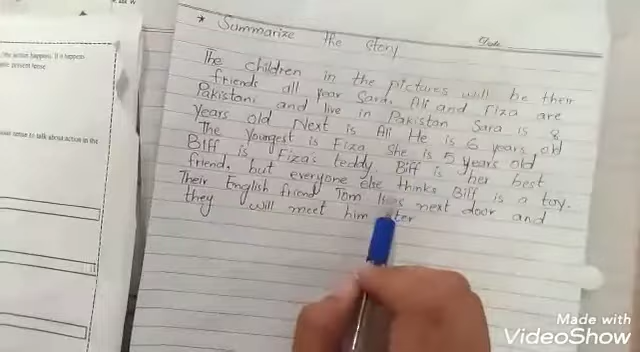 * Summarize the story
The children in the pictures will be their
friends all year Sara, Ali and Fiza are
Pakistani and live in Pakistan Sara is 8
years old Next is Ali He is 6 years old
The Youngest is Fiza, She is 5 years old
Biff is Fiza's teddy. Biff is her best
friend, but everyone else thinks Biff is a toy.
Their English friend Tom lives next door and
they will meet him
Made with
VideoShow